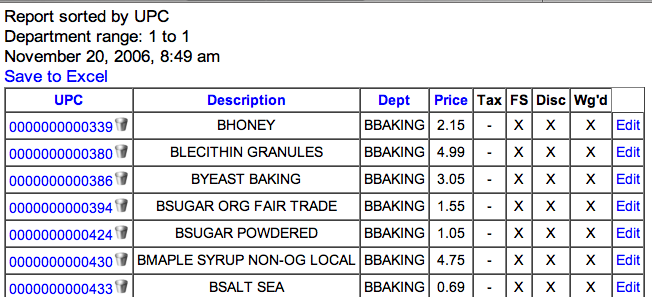 Report sorted by UPC
Department range: 1 to 1
November 20, 2006, 8:49 am
Save to Excel
UPC Description Dept Price Tax FS Disc Wg'd
0000000000339 BHONEY BBAKING 2.15 - X X X Edit
0000000000380 BLECITHIN GRANULES BBAKING 4.99 - X X X Edit
0000000000386 BYEAST BAKING BBAKING 3.05 - X X X Edit
0000000000394 BSUGAR ORG FAIR TRADE BBAKING 1.55 - X X X Edit
0000000000424 BSUGAR POWDERED BBAKING 1.05 - X X X Edit
0000000000430 BMAPLE SYRUP NON-OG LOCAL BBAKING 4.75 - X X X Edit
0000000000433 BSALT SEA BBAKING 0.69 - X X X Edit